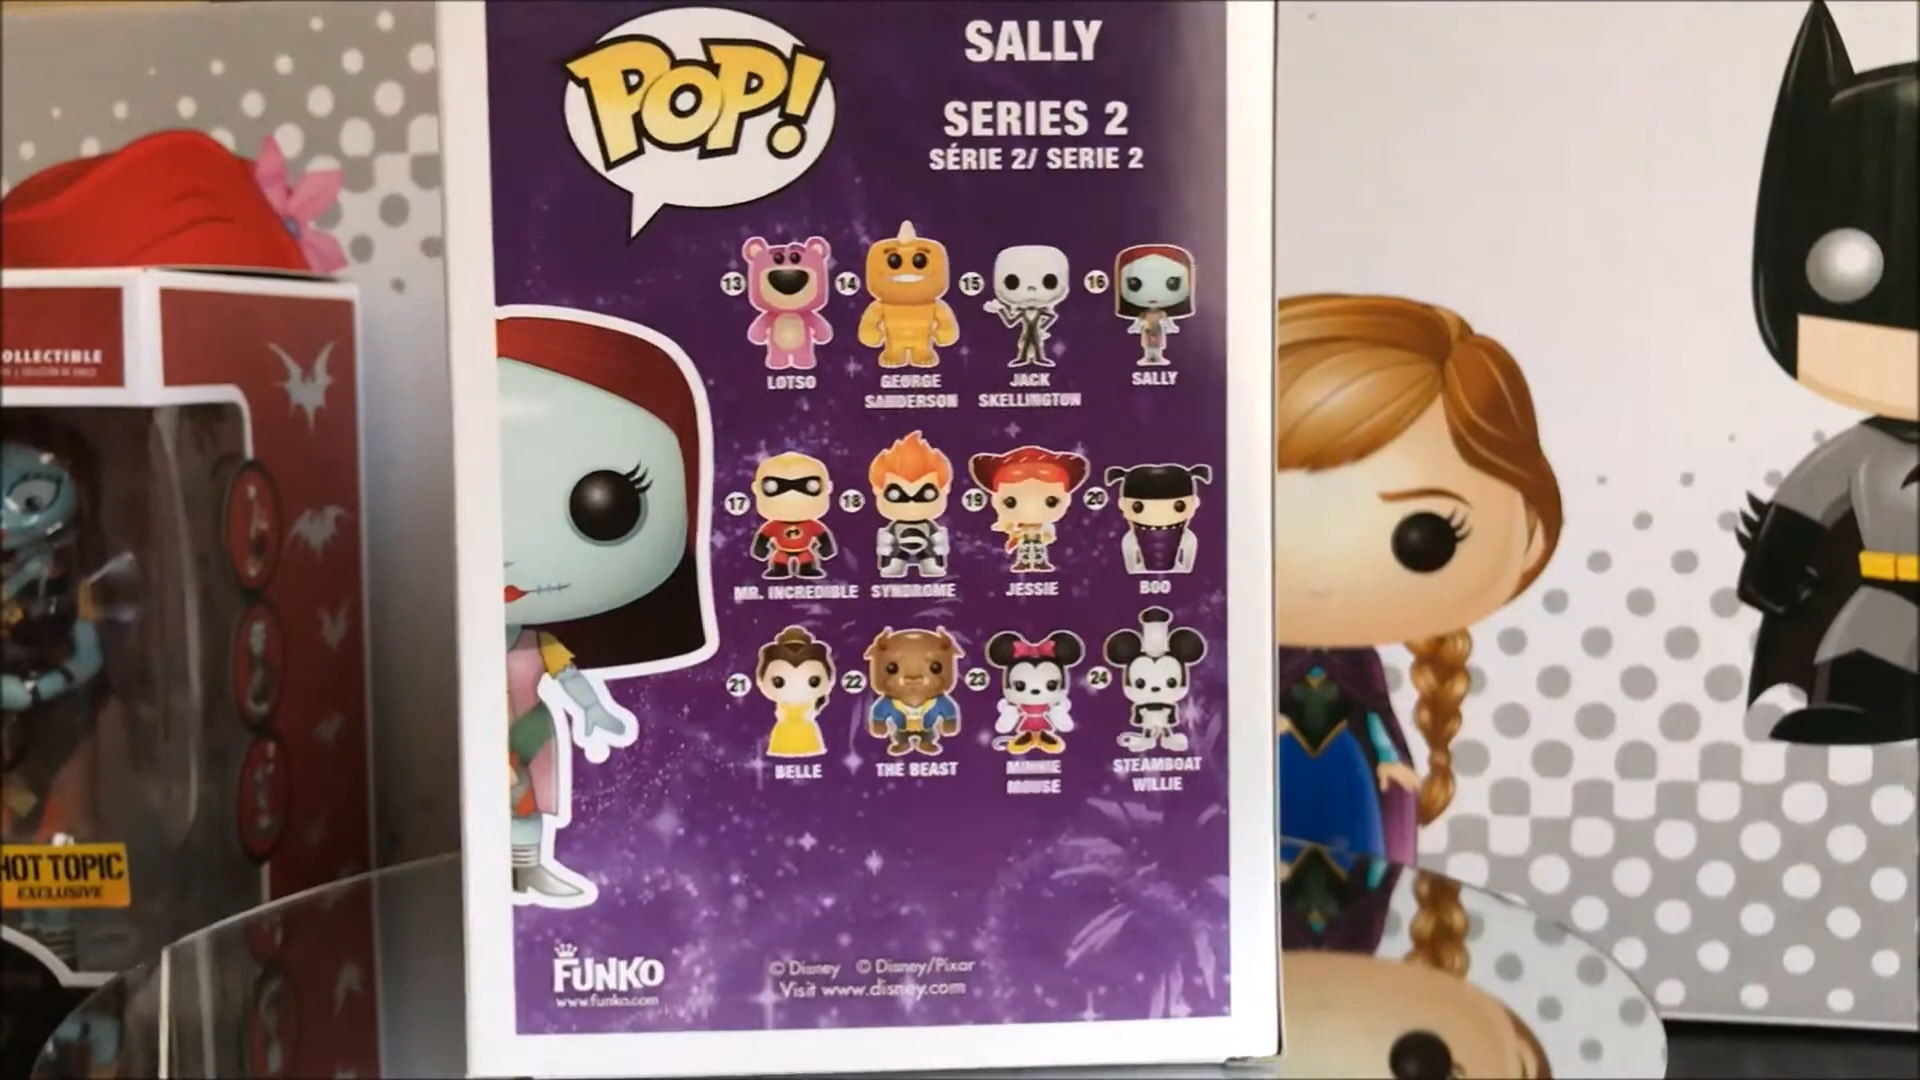 POP!
SALLY
SERIES 2
SÉRIE 2/ SERIE 2
13
14
15
16
LOTSO
GEORGE
SANDERSON
JACK
SKELLINGTON
SALLY
17
18
19
20
MR. INCREDIBLE
SYNDROME
JESSIE
BOO
21
22
23
24
BELLE
THE BEAST
MINNIE
MOUSE
STEAMBOAT
WILLIE
FUNKO
www.funko.com
© Disney © Disney/Pixar
Visit www.disney.com
OLLECTIBLE
HOT TOPIC
EXCLUSIVE